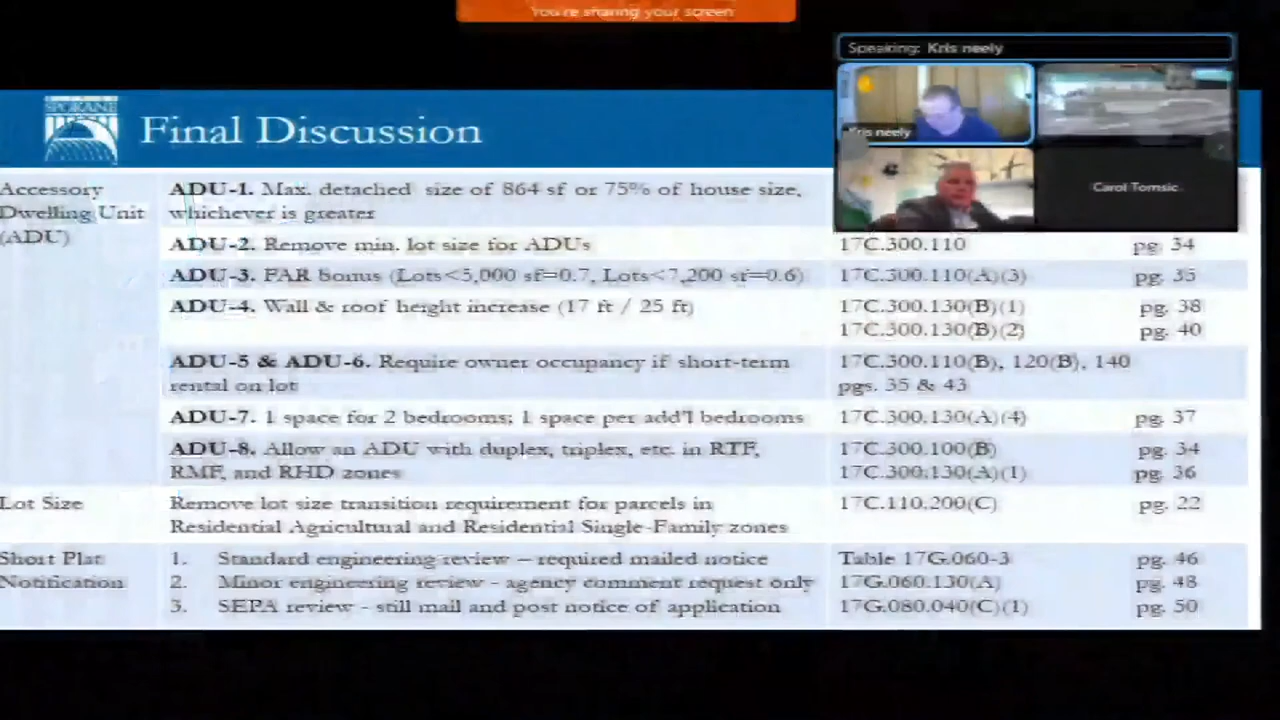 You're sharing your screen
Speaking: Kris neely
Kris neely
Carol Tomsic
SPOKANE
Final Discussion
Accessory
Dwelling Unit
(ADU)
ADU-1. Max. detached size of 864 sf or 75% of house size,
whichever is greater
ADU-2. Remove min. lot size for ADUs
17C.300.110 pg. 34
ADU-3. FAR bonus (Lots<5,000 sf=0.7, Lots<7,200 sf=0.6)
17C.300.110(A)(3) pg. 35
ADU-4. Wall & roof height increase (17 ft / 25 ft)
17C.300.130(B)(1) pg. 38
17C.300.130(B)(2) pg. 40
ADU-5 & ADU-6. Require owner occupancy if short-term
rental on lot
17C.300.110(B), 120(B), 140
pgs. 35 & 43
ADU-7. 1 space for 2 bedrooms; 1 space per add'l bedrooms
17C.300.130(A)(4) pg. 37
ADU-8. Allow an ADU with duplex, triplex, etc. in RTF,
RMF, and RHD zones
17C.300.100(B) pg. 34
17C.300.130(A)(1) pg. 36
Lot Size
Remove lot size transition requirement for parcels in
Residential Agricultural and Residential Single-Family zones
17C.110.200(C) pg. 22
Short Plat
Notification
1. Standard engineering review – required mailed notice
Table 17G.060-3 pg. 46
2. Minor engineering review - agency comment request only
17G.060.130(A) pg. 48
3. SEPA review - still mail and post notice of application
17G.080.040(C)(1) pg. 50